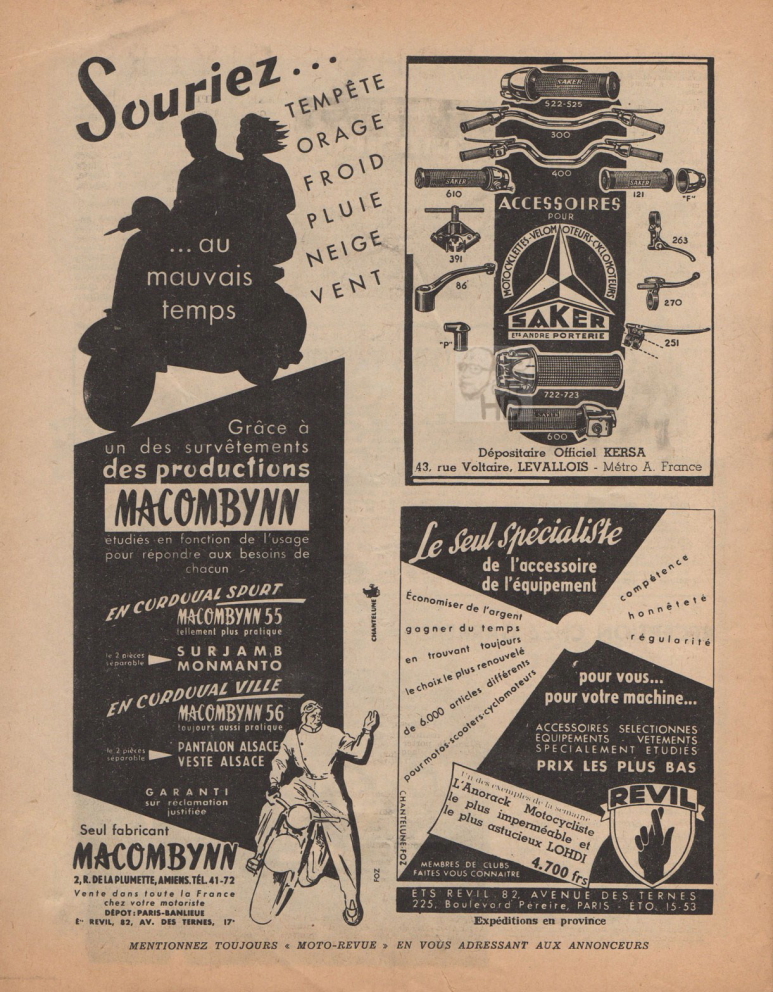 Souriez...
TEMPÊTE
ORAGE
FROID
PLUIE
NEIGE
VENT
...au
mauvais
temps
Grâce à
un des survêtements
des productions
MACOMBYNN
étudiés en fonction de l'usage
pour répondre aux besoins de
chacun
EN CORDOUAL SPORT
MACOMBYNN 55
tellement plus pratique
le 2 pièces
séparable
SURJAMB
MONMANTO
EN CORDOUAL VILLE
MACOMBYNN 56
toujours aussi pratique
le 2 pièces
séparable
PANTALON ALSACE
VESTE ALSACE
GARANTI
sur réclamation
justifiée
Seul fabricant
MACOMBYNN
2, R. DE LA PLUMETTE, AMIENS. TÉL. 41-72
Vente dans toute la France
chez votre motoriste
DÉPOT: PARIS-BANLIEUE
Ets REVIL, 82, AV. DES TERNES, 17e
CHANTELUNE
FOZ
SAKER
522-525
300
400
SAKER
610
SAKER
121
"F"
ACCESSOIRES
POUR
MOTOCYCLETTES-VELOMOTEURS-CYCLOMOTEURS
391
263
86
270
SAKER
ETS ANDRE PORTERIE
"P"
251
722-723
SAKER
600
Dépositaire Officiel KERSA
43, rue Voltaire, LEVALLOIS - Métro A. France
Le seul spécialiste
de l'accessoire
de l'équipement
Économiser de l'argent
gagner du temps
en trouvant toujours
le choix le plus renouvelé
de 6.000 articles différents
pour motos-scooters-cyclomoteurs
compétence
honnêteté
régularité
pour vous...
pour votre machine...
ACCESSOIRES SELECTIONNES
EQUIPEMENTS - VETEMENTS
SPECIALEMENT ETUDIES
PRIX LES PLUS BAS
Un des exemples de la semaine
L'Anorack Motocycliste
le plus imperméable et
le plus astucieux LOHDI
4.700 frs
REVIL
CHANTELUNE-FOZ
MEMBRES DE CLUBS
FAITES VOUS CONNAITRE
ETS REVIL, 82, AVENUE DES TERNES
225, Boulevard Péreire, PARIS - ETO. 15-53
Expéditions en province
MENTIONNEZ TOUJOURS « MOTO-REVUE » EN VOUS ADRESSANT AUX ANNONCEURS